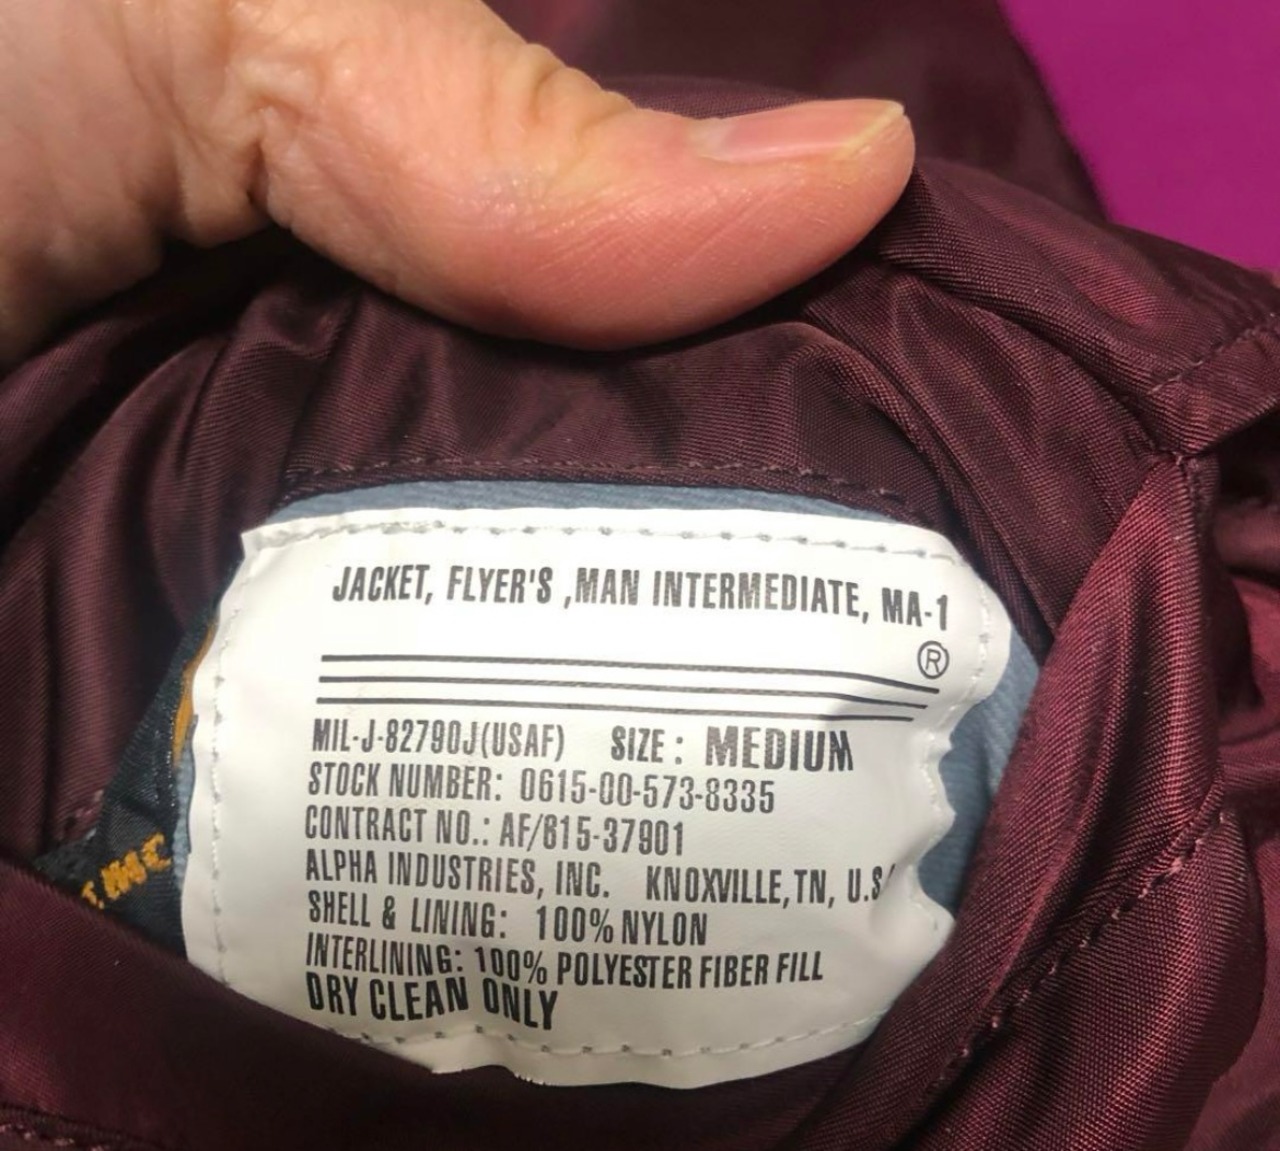 JACKET, FLYER'S ,MAN INTERMEDIATE, MA-1
®
MIL-J-82790J(USAF) SIZE: MEDIUM
STOCK NUMBER: 0615-00-573-8335
CONTRACT NO.: AF/815-37901
ALPHA INDUSTRIES, INC. KNOXVILLE, TN, U.S
SHELL & LINING: 100% NYLON
INTERLINING: 100% POLYESTER FIBER FILL
DRY CLEAN ONLY